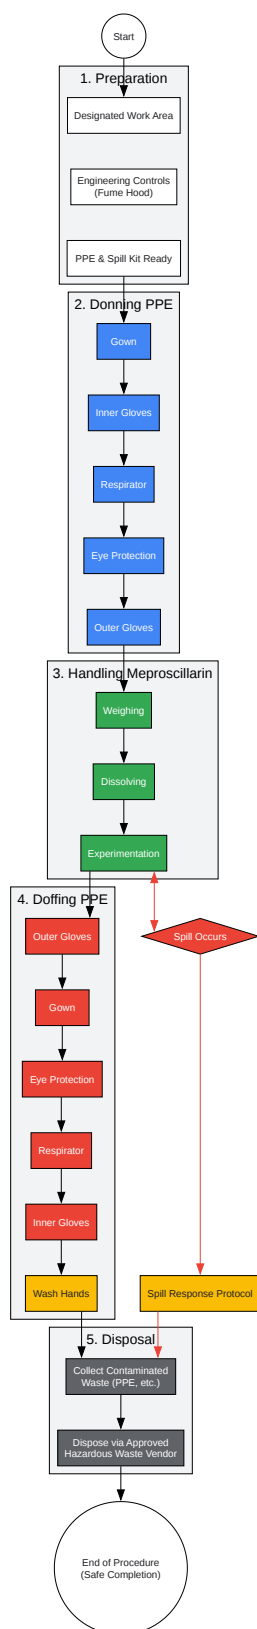 Start
1. Preparation
Designated Work Area
Engineering Controls
(Fume Hood)
PPE & Spill Kit Ready
2. Donning PPE
Gown
Inner Gloves
Respirator
Eye Protection
Outer Gloves
3. Handling Meproscillarin
Weighing
Dissolving
Experimentation
4. Doffing PPE
Outer Gloves
Spill Occurs
Gown
Eye Protection
Respirator
Inner Gloves
Wash Hands
Spill Response Protocol
5. Disposal
Collect Contaminated
Waste (PPE, etc.)
Dispose via Approved
Hazardous Waste Vendor
End of Procedure
(Safe Completion)